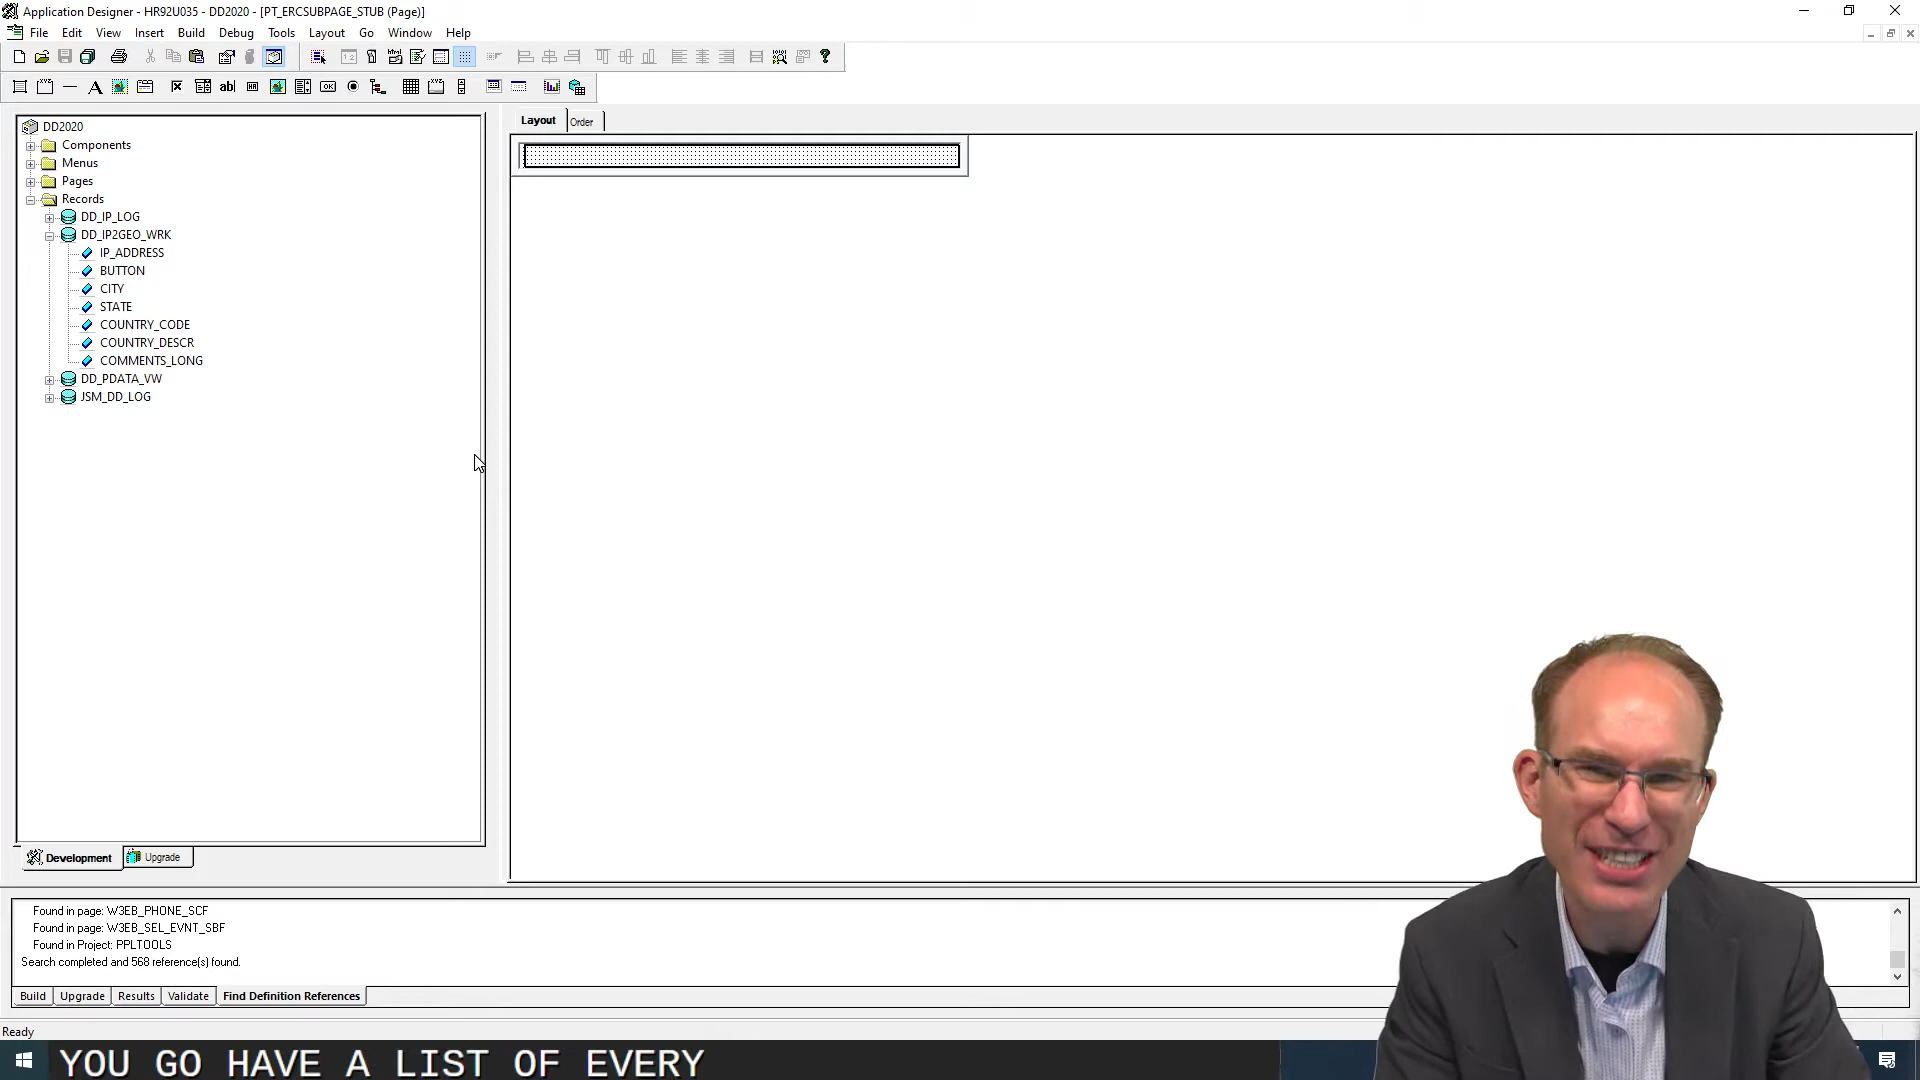 Application Designer - HR92U035 - DD2020 - [PT_ERCSUBPAGE_STUB (Page)]
File Edit View Insert Build Debug Tools Layout Go Window Help
DD2020
Components
Menus
Pages
Records
DD_IP_LOG
DD_IP2GEO_WRK
IP_ADDRESS
BUTTON
CITY
STATE
COUNTRY_CODE
COUNTRY_DESCR
COMMENTS_LONG
DD_PDATA_VW
JSM_DD_LOG
Development Upgrade
Layout Order
Found in page: W3EB_PHONE_SCF
Found in page: W3EB_SEL_EVNT_SBF
Found in Project: PPLTOOLS
Search completed and 568 reference(s) found.
Build Upgrade Results Validate Find Definition References
Ready
YOU GO HAVE A LIST OF EVERY